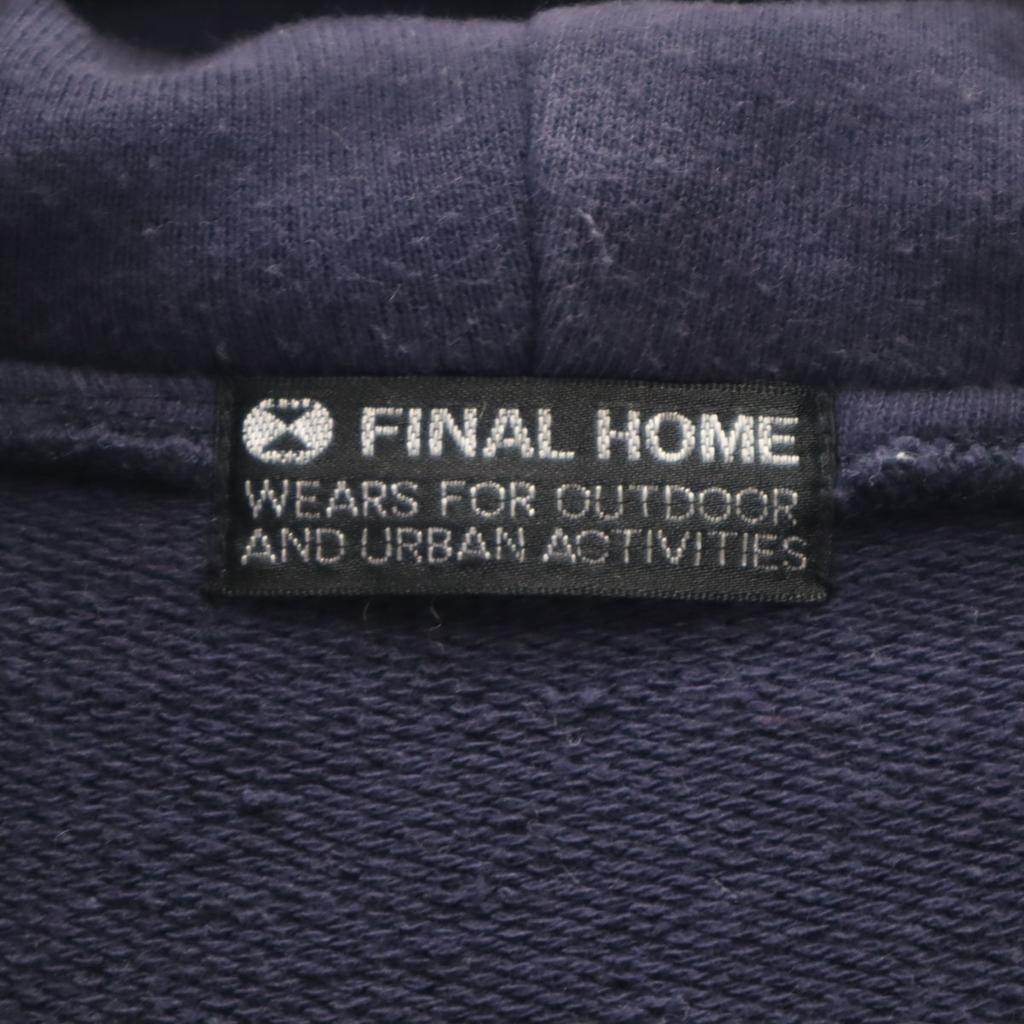 FINAL HOME
WEARS FOR OUTDOOR
AND URBAN ACTIVITIES